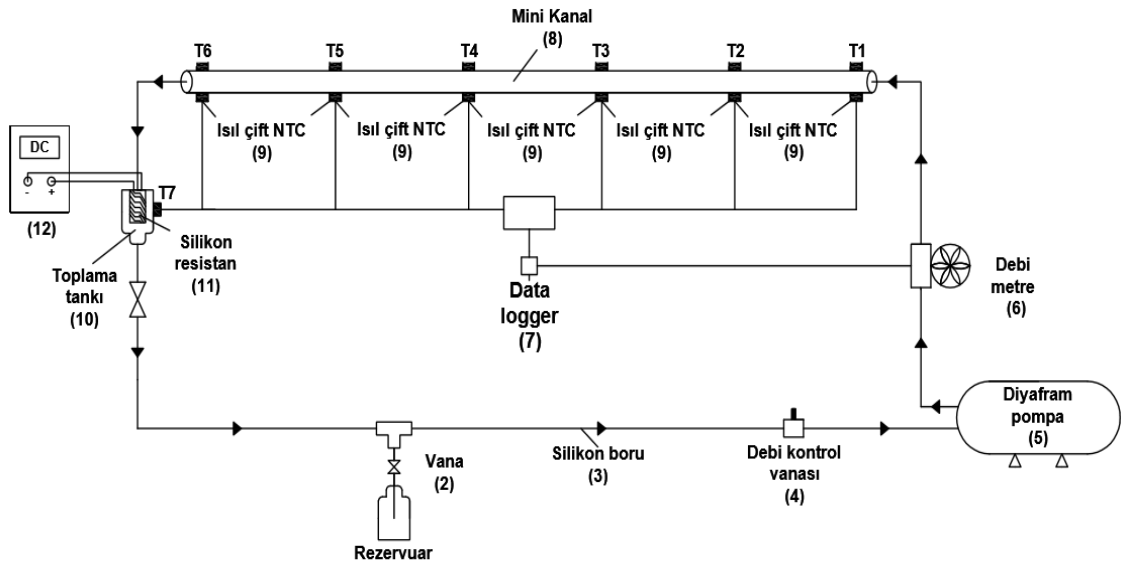 Mini Kanal
(8)
T6
T5
T4
T3
T2
T1
Isıl çift NTC
(9)
Isıl çift NTC
(9)
Isıl çift NTC
(9)
Isıl çift NTC
(9)
Isıl çift NTC
(9)
DC
- +
(12)
T7
Silikon
resistan
(11)
Toplama
tankı
(10)
Data
logger
(7)
Debi
metre
(6)
Diyafram
pompa
(5)
Vana
(2)
Silikon boru
(3)
Debi kontrol
vanası
(4)
Rezervuar